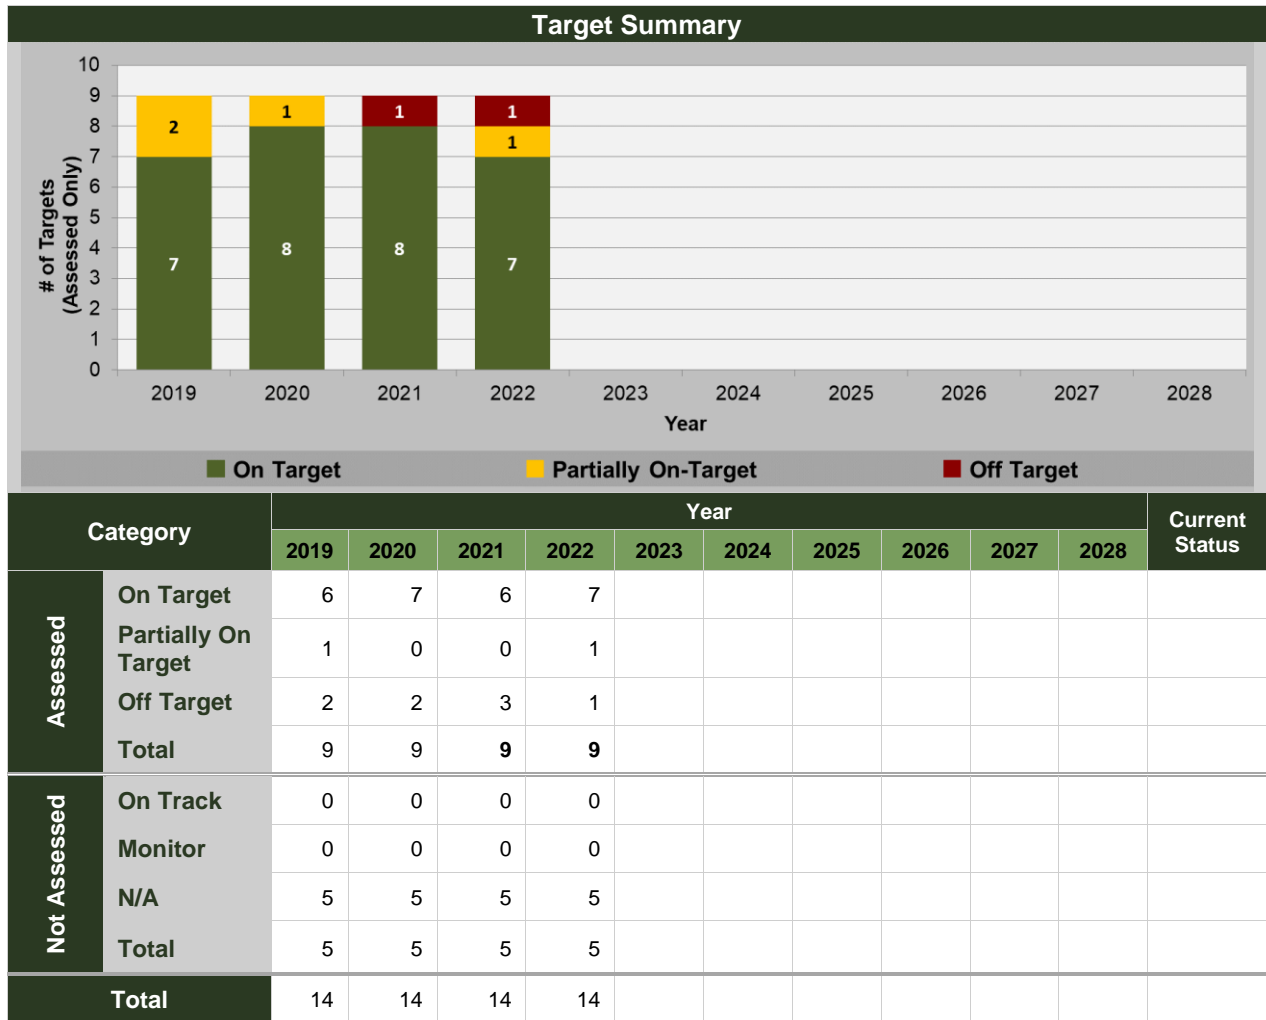 Target Summary
10
9
8
7
6
5
4
3
2
1
0
# of Targets
(Assessed Only)
2
7
1
8
1
8
1
1
7
2019 2020 2021 2022 2023 2024 2025 2026 2027 2028
Year
On Target Partially On-Target Off Target
Category Year Current Status
2019 2020 2021 2022 2023 2024 2025 2026 2027 2028
Assessed
On Target 6 7 6 7
Partially On Target 1 0 0 1
Off Target 2 2 3 1
Total 9 9 9 9
Not Assessed
On Track 0 0 0 0
Monitor 0 0 0 0
N/A 5 5 5 5
Total 5 5 5 5
Total 14 14 14 14